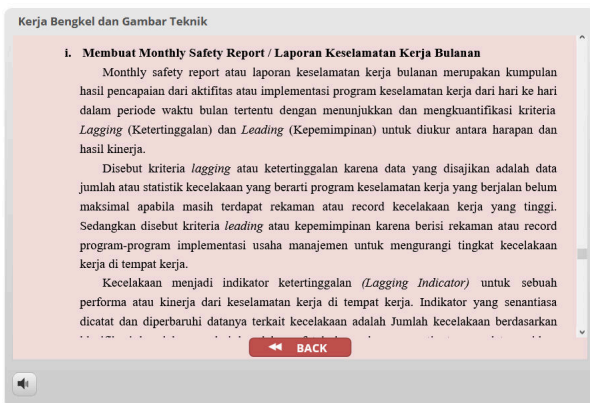 Kerja Bengkel dan Gambar Teknik
i. Membuat Monthly Safety Report / Laporan Keselamatan Kerja Bulanan
Monthly safety report atau laporan keselamatan kerja bulanan merupakan kumpulan
hasil pencapaian dari aktifitas atau implementasi program keselamatan kerja dari hari ke hari
dalam periode waktu bulan tertentu dengan menunjukkan dan mengkuantifikasi kriteria
Lagging (Ketertinggalan) dan Leading (Kepemimpinan) untuk diukur antara harapan dan
hasil kinerja.
Disebut kriteria lagging atau ketertinggalan karena data yang disajikan adalah data
jumlah atau statistik kecelakaan yang berarti program keselamatan kerja yang berjalan belum
maksimal apabila masih terdapat rekaman atau record kecelakaan kerja yang tinggi.
Sedangkan disebut kriteria leading atau kepemimpinan karena berisi rekaman atau record
program-program implementasi usaha manajemen untuk mengurangi tingkat kecelakaan
kerja di tempat kerja.
Kecelakaan menjadi indikator ketertinggalan (Lagging Indicator) untuk sebuah
performa atau kinerja dari keselamatan kerja di tempat kerja. Indikator yang senantiasa
dicatat dan diperbaruhi datanya terkait kecelakaan adalah Jumlah kecelakaan berdasarkan
BACK